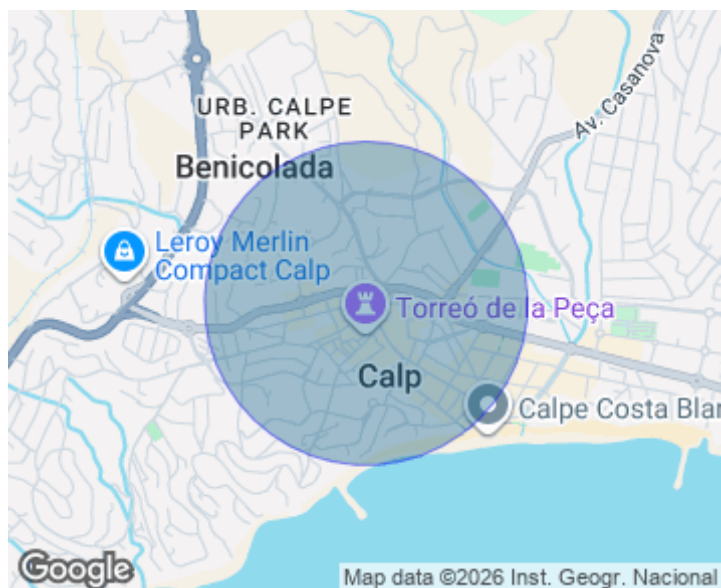 URB. CALPE
PARK
Av. Casanova
Benicolada
Leroy Merlin
Compact Calp
Torreó de la Peça
Calp
Calpe Costa Bla
Google
Map data ©2026 Inst. Geogr. Nacional